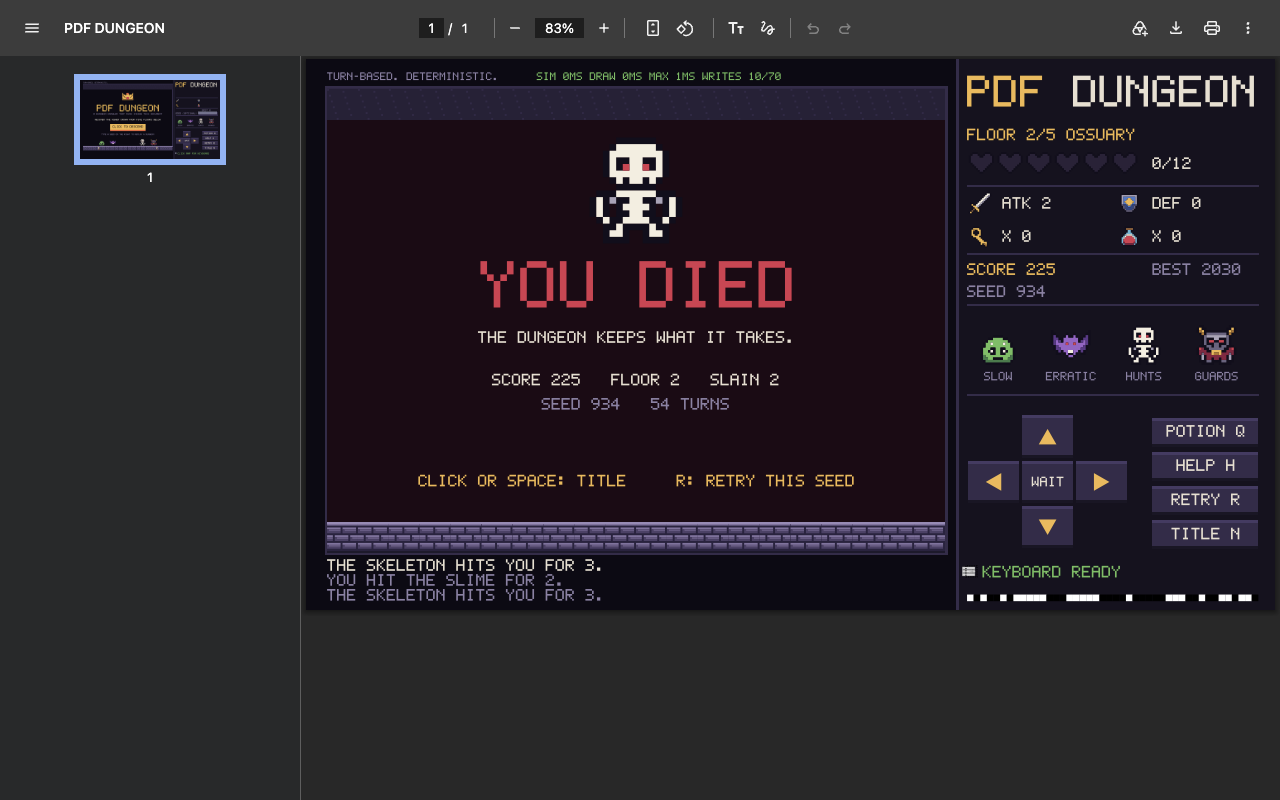 PDF DUNGEON
1 / 1
83%
1
TURN-BASED. DETERMINISTIC. SIM 0MS DRAW 0MS MAX 1MS WRITES 10/70
YOU DIED
THE DUNGEON KEEPS WHAT IT TAKES.
SCORE 225 FLOOR 2 SLAIN 2
SEED 934 54 TURNS
CLICK OR SPACE: TITLE R: RETRY THIS SEED
THE SKELETON HITS YOU FOR 3.
YOU HIT THE SLIME FOR 2.
THE SKELETON HITS YOU FOR 3.
PDF DUNGEON
FLOOR 2/5 OSSUARY
0/12
ATK 2 DEF 0
X 0 X 0
SCORE 225 BEST 2030
SEED 934
SLOW ERRATIC HUNTS GUARDS
WAIT
POTION Q
HELP H
RETRY R
TITLE N
KEYBOARD READY